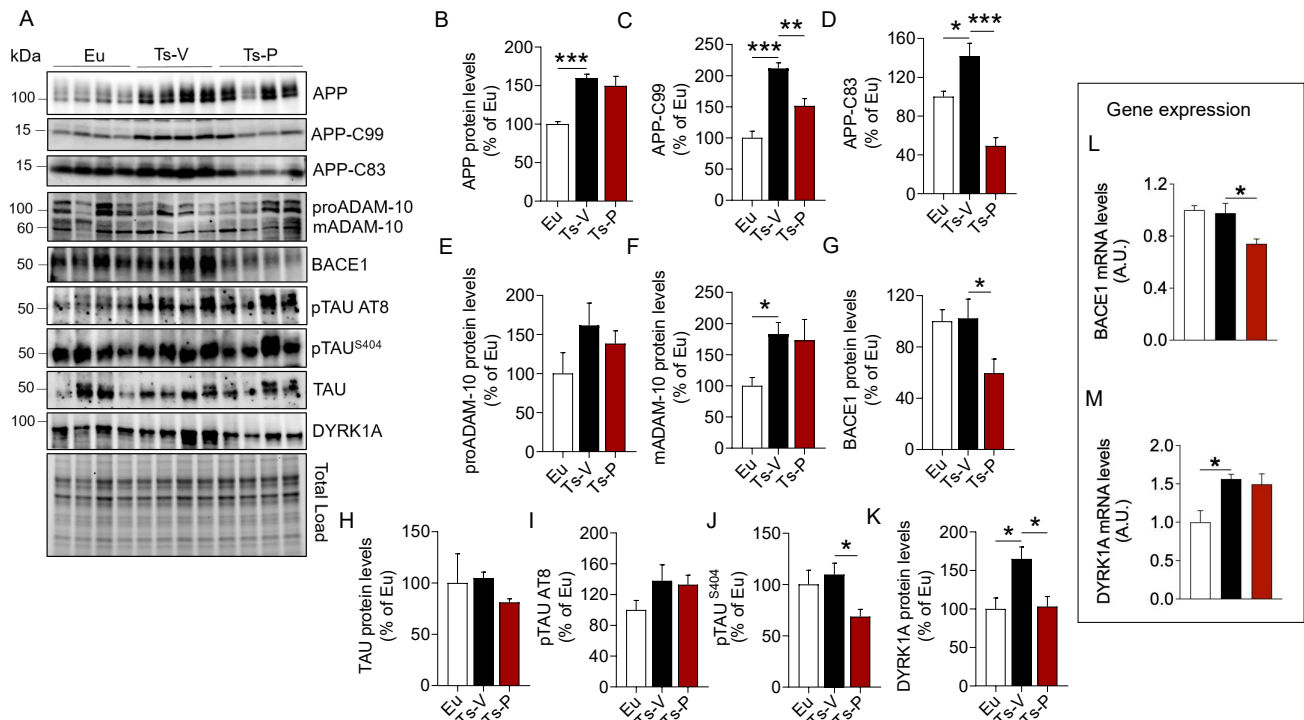 A
kDa
Eu Ts-V Ts-P
100 APP
15 APP-C99
15 APP-C83
100 proADAM-10
60 mADAM-10
50 BACE1
50 pTAU AT8
50 pTAU S404
50 TAU
100 DYRK1A
Total Load
B
APP protein levels
(% of Eu)
200
150
100
50
0
***
Eu Ts-V Ts-P
C
APP-C99
(% of Eu)
250
200
150
100
50
0
*** **
Eu Ts-V Ts-P
D
APP-C83
(% of Eu)
160
120
80
40
0
* ***
Eu Ts-V Ts-P
E
proADAM-10 protein levels
(% of Eu)
200
150
100
50
0
Eu Ts-V Ts-P
F
mADAM-10 protein levels
(% of Eu)
250
200
150
100
50
0
*
Eu Ts-V Ts-P
G
BACE1 protein levels
(% of Eu)
120
80
40
0
*
Eu Ts-V Ts-P
H
TAU protein levels
(% of Eu)
150
100
50
0
Eu Ts-V Ts-P
I
pTAU AT8
(% of Eu)
200
160
120
80
40
0
Eu Ts-V Ts-P
J
pTAU S404
(% of Eu)
150
100
50
0
*
Eu Ts-V Ts-P
K
DYRK1A protein levels
(% of Eu)
200
150
100
50
0
* *
Eu Ts-V Ts-P
Gene expression
L
BACE1 mRNA levels
(A.U.)
1.2
0.8
0.4
0.0
*
M
DYRK1A mRNA levels
(A.U.)
2.0
1.5
1.0
0.5
0.0
*